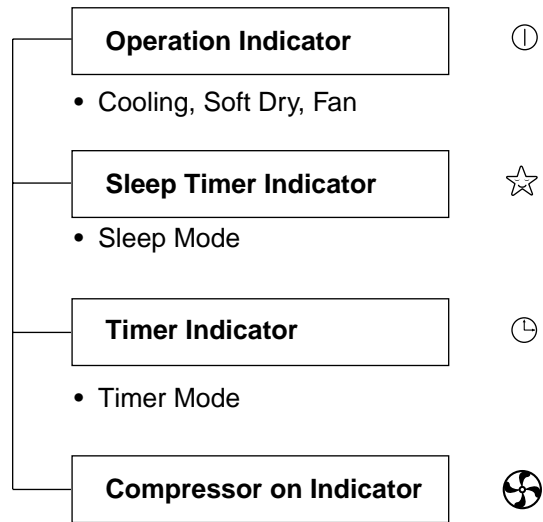 Operation Indicator
• Cooling, Soft Dry, Fan
Sleep Timer Indicator
• Sleep Mode
Timer Indicator
• Timer Mode
Compressor on Indicator